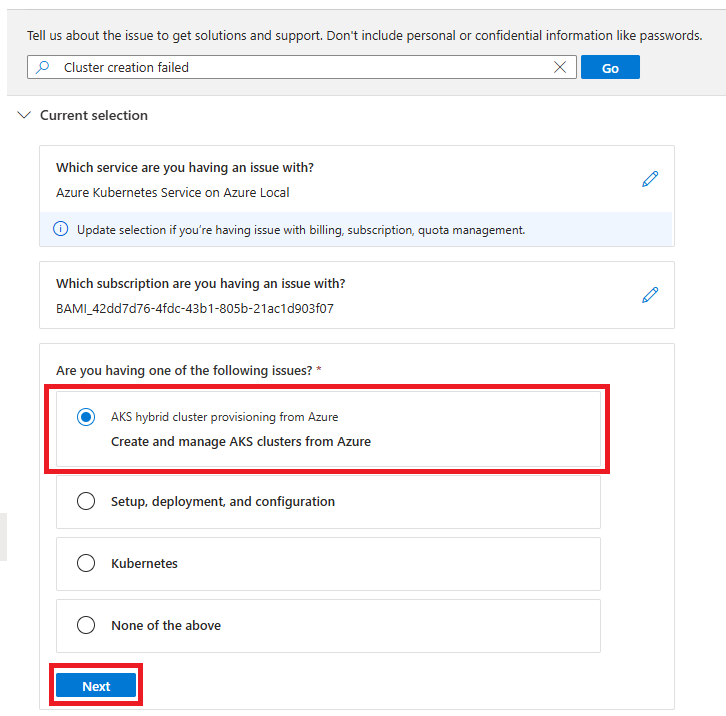 Tell us about the issue to get solutions and support. Don't include personal or confidential information like passwords.
Cluster creation failed
Go
Current selection
Which service are you having an issue with?
Azure Kubernetes Service on Azure Local
Update selection if you're having issue with billing, subscription, quota management.
Which subscription are you having an issue with?
BAMI_42dd7d76-4fdc-43b1-805b-21ac1d903f07
Are you having one of the following issues? *
AKS hybrid cluster provisioning from Azure
Create and manage AKS clusters from Azure
Setup, deployment, and configuration
Kubernetes
None of the above
Next